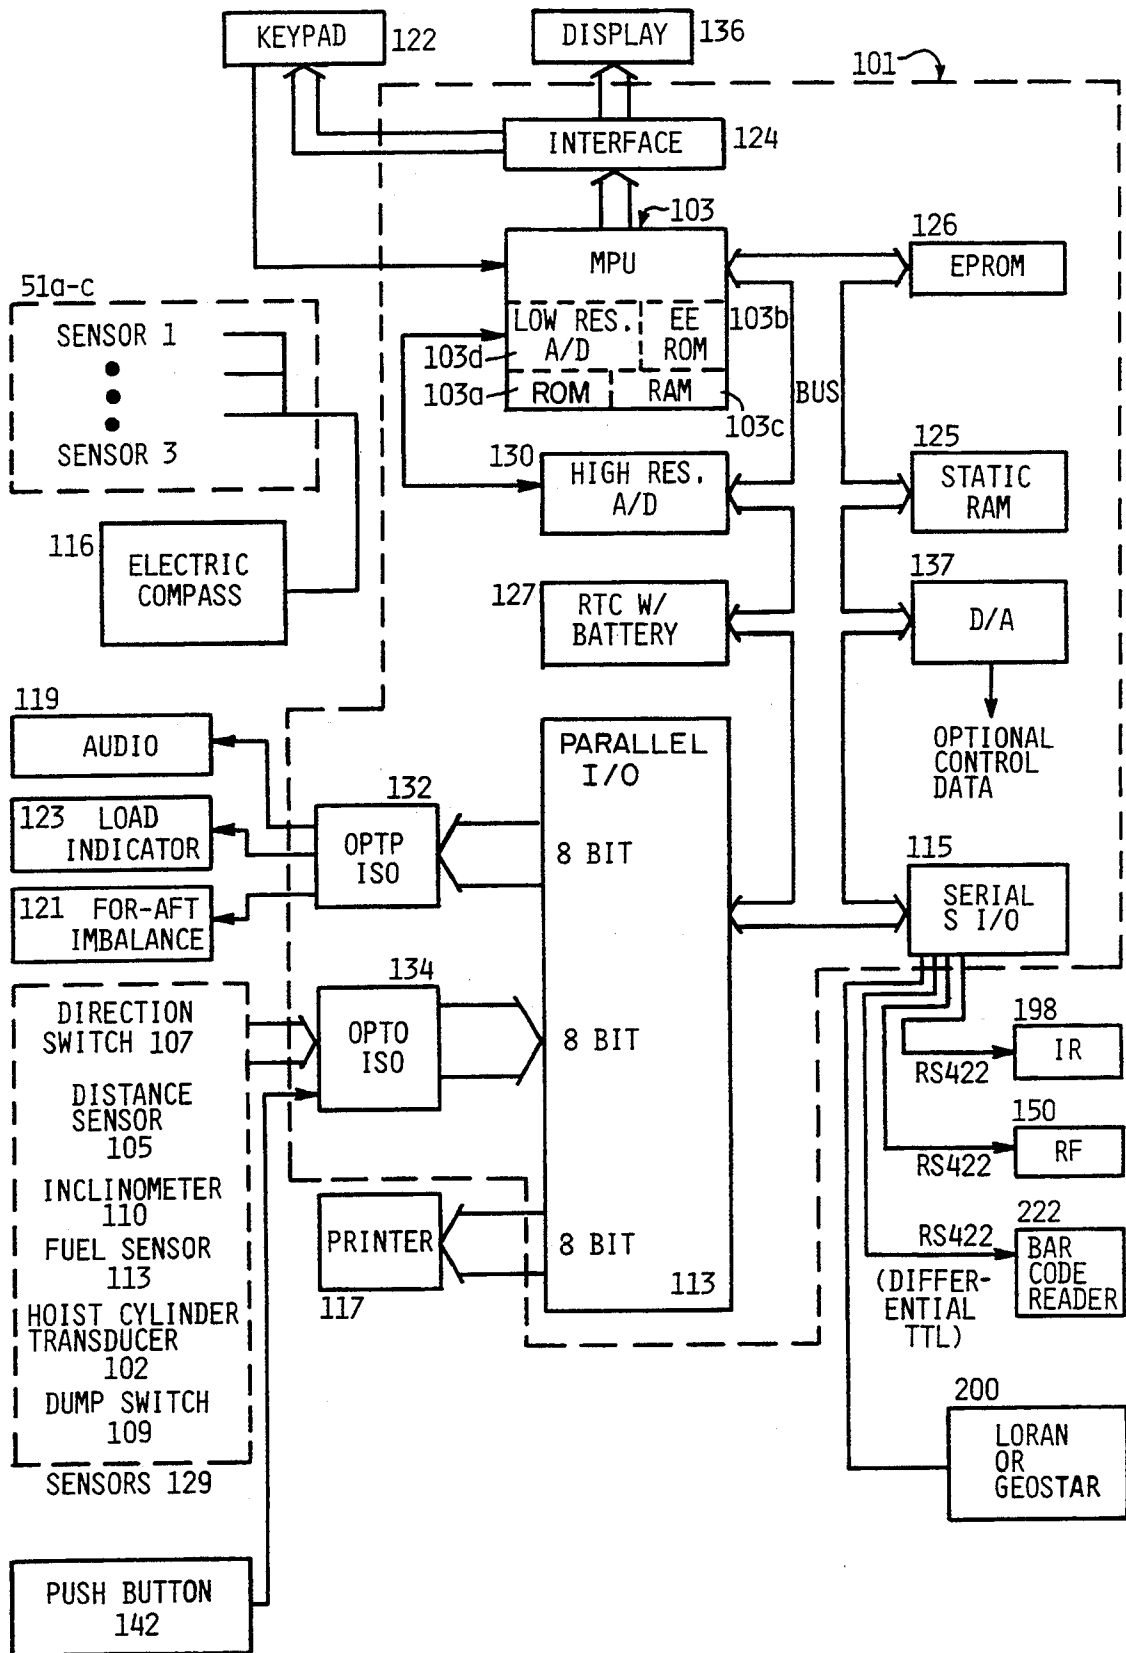 KEYPAD
122
DISPLAY
136
101
INTERFACE
124
103
MPU
126
EPROM
51a-c
SENSOR 1
SENSOR 3
LOW RES.
A/D
103d
EE
ROM
103b
103a
ROM
RAM
103c
BUS
130
HIGH RES.
A/D
125
STATIC
RAM
116
ELECTRIC
COMPASS
127
RTC W/
BATTERY
137
D/A
OPTIONAL
CONTROL
DATA
119
AUDIO
123 LOAD
INDICATOR
121 FOR-AFT
IMBALANCE
132
OPTP
ISO
PARALLEL
I/O
8 BIT
115
SERIAL
S I/O
134
OPTO
ISO
8 BIT
DIRECTION
SWITCH 107
DISTANCE
SENSOR
105
INCLINOMETER
110
FUEL SENSOR
113
HOIST CYLINDER
TRANSDUCER
102
DUMP SWITCH
109
SENSORS 129
PRINTER
117
8 BIT
113
198
IR
RS422
150
RF
RS422
222
BAR
CODE
READER
RS422
(DIFFER-
ENTIAL
TTL)
200
LORAN
OR
GEOSTAR
PUSH BUTTON
142